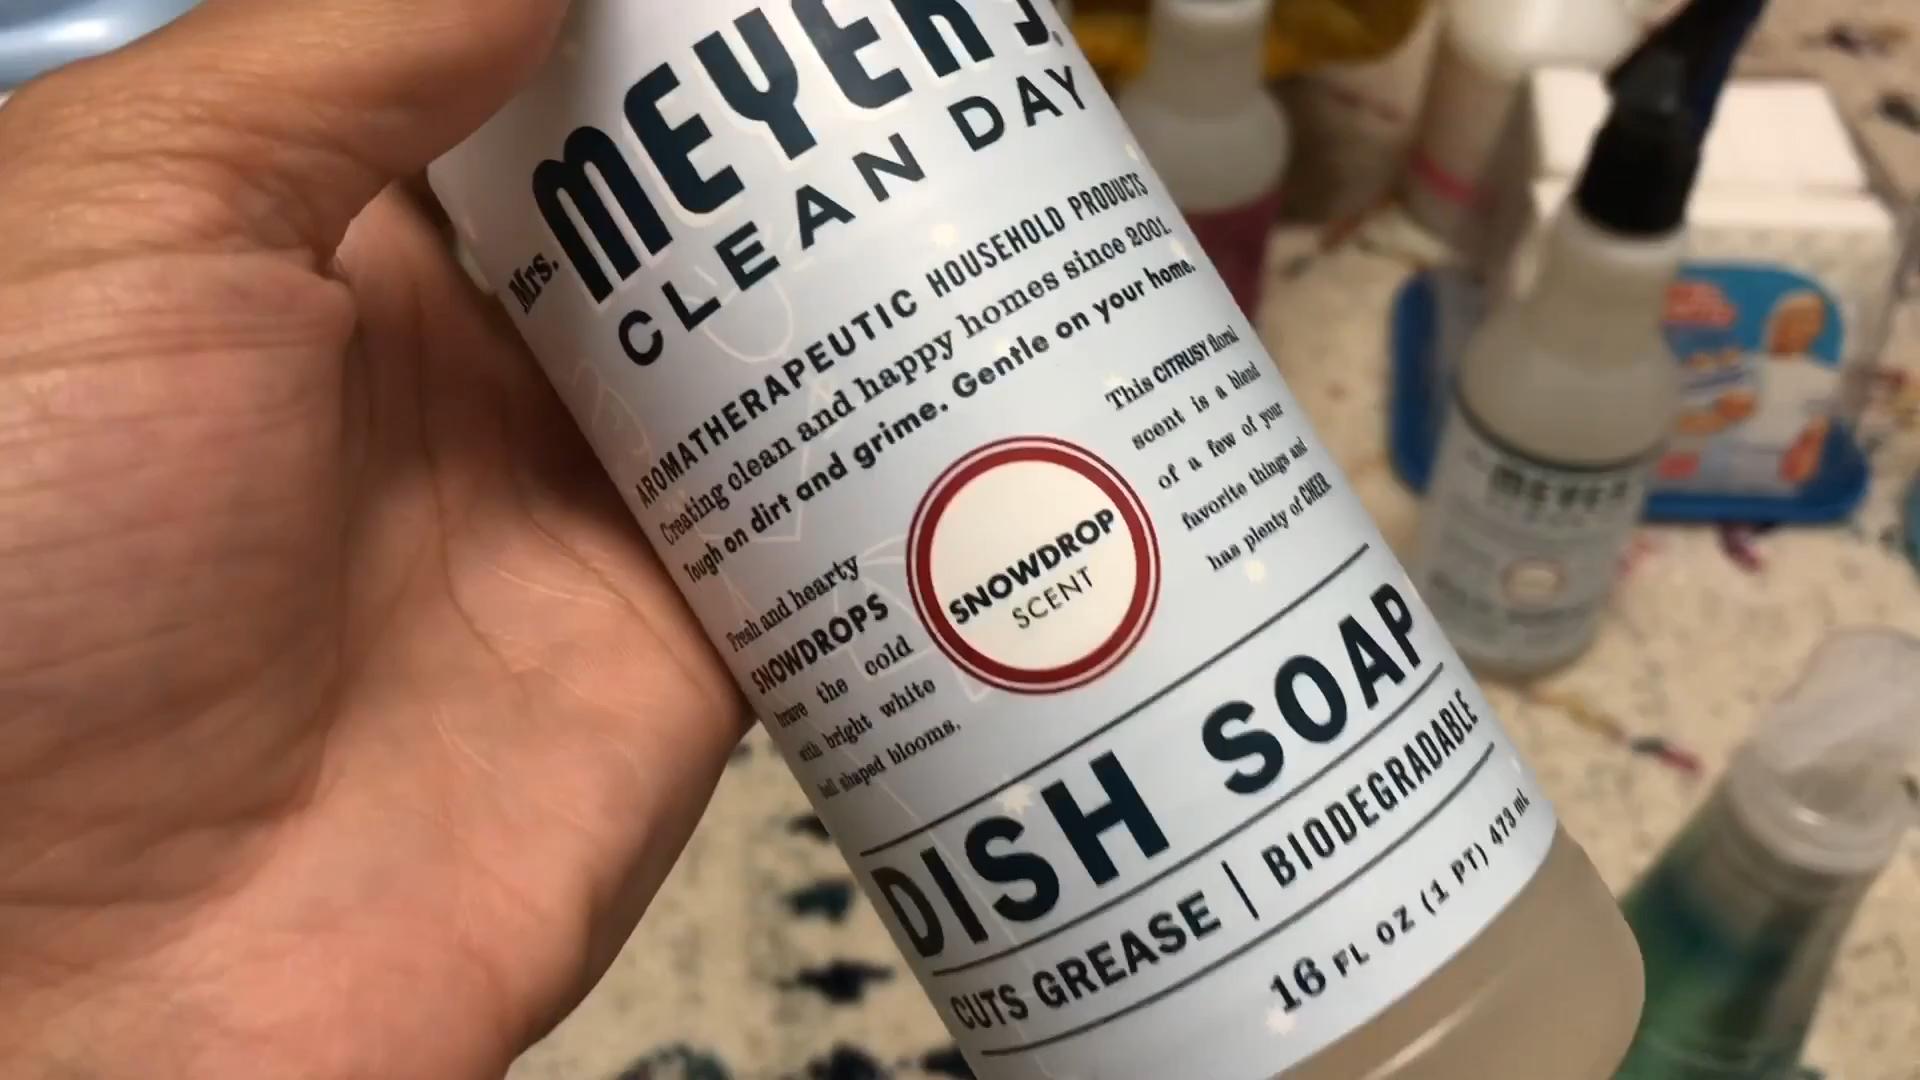 Mrs.
MEYER'S
CLEAN DAY
AROMATHERAPEUTIC HOUSEHOLD PRODUCTS
Creating clean and happy homes since 2001.
Tough on dirt and grime. Gentle on your home.
Fresh and hearty
SNOWDROPS
brave the cold
with bright white
bell shaped blooms.
SNOWDROP
SCENT
This CITRUSY floral
scent is a blend
of a few of your
favorite things and
has plenty of CHEER.
DISH SOAP
CUTS GREASE | BIODEGRADABLE
16 FL OZ (1 PT) 473 mL
MEYER'S